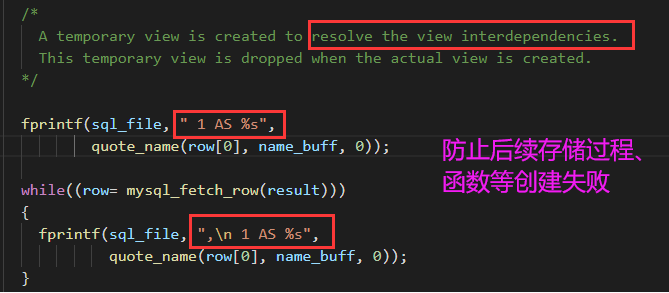 /*
A temporary view is created to resolve the view interdependencies.
This temporary view is dropped when the actual view is created.
*/
fprintf(sql_file, " 1 AS %s",
quote_name(row[0], name_buff, 0));
防止后续存储过程、
函数等创建失败
while((row= mysql_fetch_row(result)))
{
fprintf(sql_file, ",\n 1 AS %s",
quote_name(row[0], name_buff, 0));
}